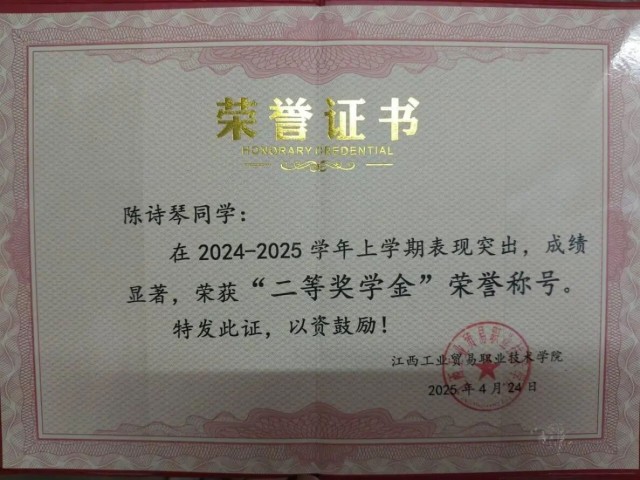 荣誉证书
HONORARY CREDENTIAL
陈诗琴同学：
在 2024-2025 学年上学期表现突出，成绩
显著，荣获“二等奖学金”荣誉称号。
特发此证，以资鼓励！
江西工业贸易职业技术学院
2025 年 4 月 24 日